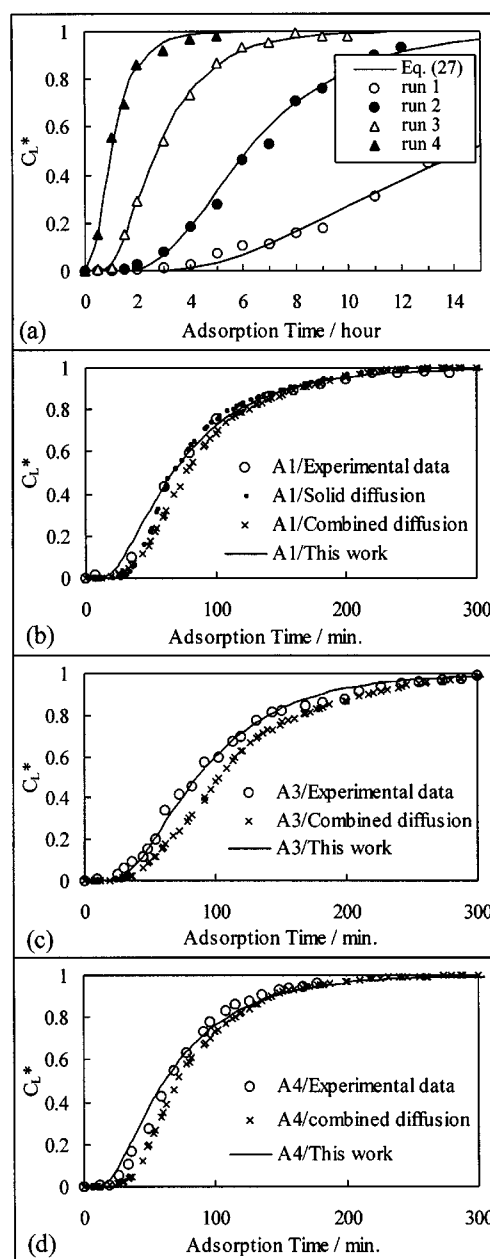 1
0.8
0.6
0.4
0.2
0
C_L*
Eq. (27)
run 1
run 2
run 3
run 4
0 2 4 6 8 10 12 14
(a)
Adsorption Time / hour
1
0.8
0.6
0.4
0.2
0
C_L*
A1/Experimental data
A1/Solid diffusion
A1/Combined diffusion
A1/This work
0 100 200 300
(b)
Adsorption Time / min.
1
0.8
0.6
0.4
0.2
0
C_L*
A3/Experimental data
A3/Combined diffusion
A3/This work
0 100 200 300
(c)
Adsorption Time / min.
1
0.8
0.6
0.4
0.2
0
C_L*
A4/Experimental data
A4/combined diffusion
A4/This work
0 100 200 300
(d)
Adsorption Time / min.